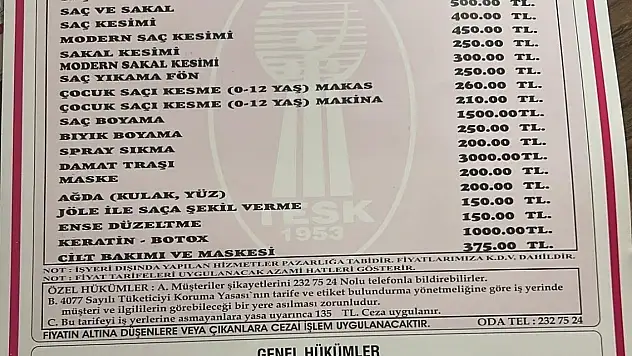 SAÇ VE SAKAL 500.00 TL.
SAÇ KESİMİ 400.00 TL.
MODERN SAÇ KESİMİ 450.00 TL.
SAKAL KESİMİ 250.00 TL.
MODERN SAKAL KESİMİ 300.00 TL.
SAÇ YIKAMA FÖN 250.00 TL.
ÇOCUK SAÇI KESME (0-12 YAŞ) MAKAS 260.00 TL.
ÇOCUK SAÇI KESME (0-12 YAŞ) MAKİNA 210.00 TL.
SAÇ BOYAMA 1500.00TL.
BIYIK BOYAMA 250.00 TL.
SPRAY SIKMA 200.00 TL.
DAMAT TRAŞI 3000.00TL.
MASKE 200.00 TL.
AĞDA (KULAK, YÜZ) 200.00 TL.
JÖLE İLE SAÇA ŞEKİL VERME 150.00 TL.
ENSE DÜZELTME 150.00 TL.
KERATİN - BOTOX 1000.00TL.
CİLT BAKIMI VE MASKESİ 375.00 TL.
TESK
1953
NOT : İŞYERİ DIŞINDA YAPILAN HİZMETLER PAZARLIĞA TABİDİR. FİYATLARIMIZA K.D.V. DAHİLDİR.
NOT : FİYAT TARİFELERİ UYGULANACAK AZAMİ HATLERİ GÖSTERİR.
ÖZEL HÜKÜMLER : A. Müşteriler şikayetlerini 232 75 24 Nolu telefonla bildirebilirler.
B. 4077 Sayılı Tüketiciyi Koruma Yasası'nın tarife ve etiket bulundurma yönetmeliğine göre iş yerinde
müşteri ve ilgililerin görebileceği bir yere asılması zorunludur.
C. Bu tarifeyi iş yerlerine asmayanlara yasa uyarınca 135 TL. Ceza uygulanır.
FİYATIN ALTINA DÜŞENLERE VEYA ÇIKANLARA CEZAİ İŞLEM UYGULANACAKTIR. ODA TEL : 232 75 24
GENEL HÜKÜMLER